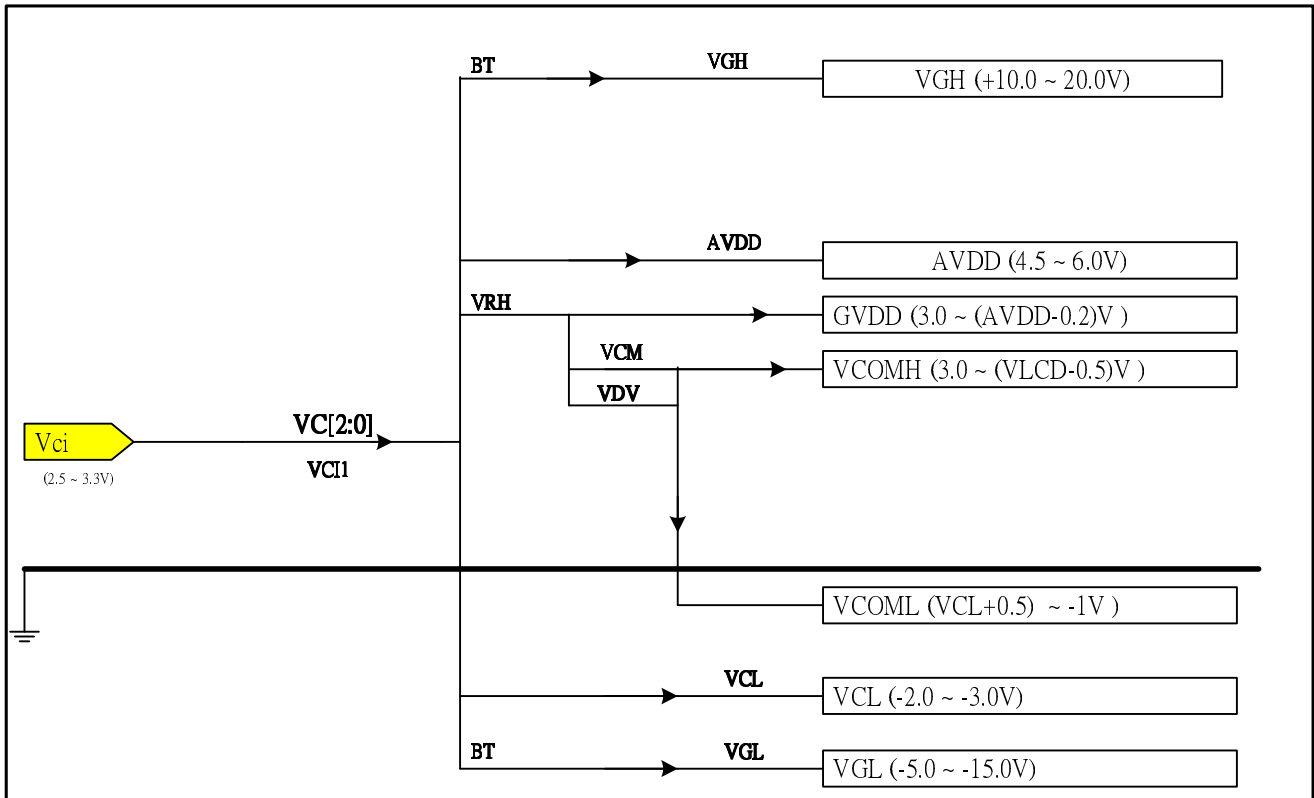 BT
VGH
VGH (+10.0 ~ 20.0V)
AVDD
AVDD (4.5 ~ 6.0V)
VRH
GVDD (3.0 ~ (AVDD-0.2)V )
VCM
VCOMH (3.0 ~ (VLCD-0.5)V )
VDV
Vci
VC[2:0]
(2.5 ~ 3.3V)
VCI1
VCOML (VCL+0.5) ~ -1V )
VCL
VCL (-2.0 ~ -3.0V)
BT
VGL
VGL (-5.0 ~ -15.0V)